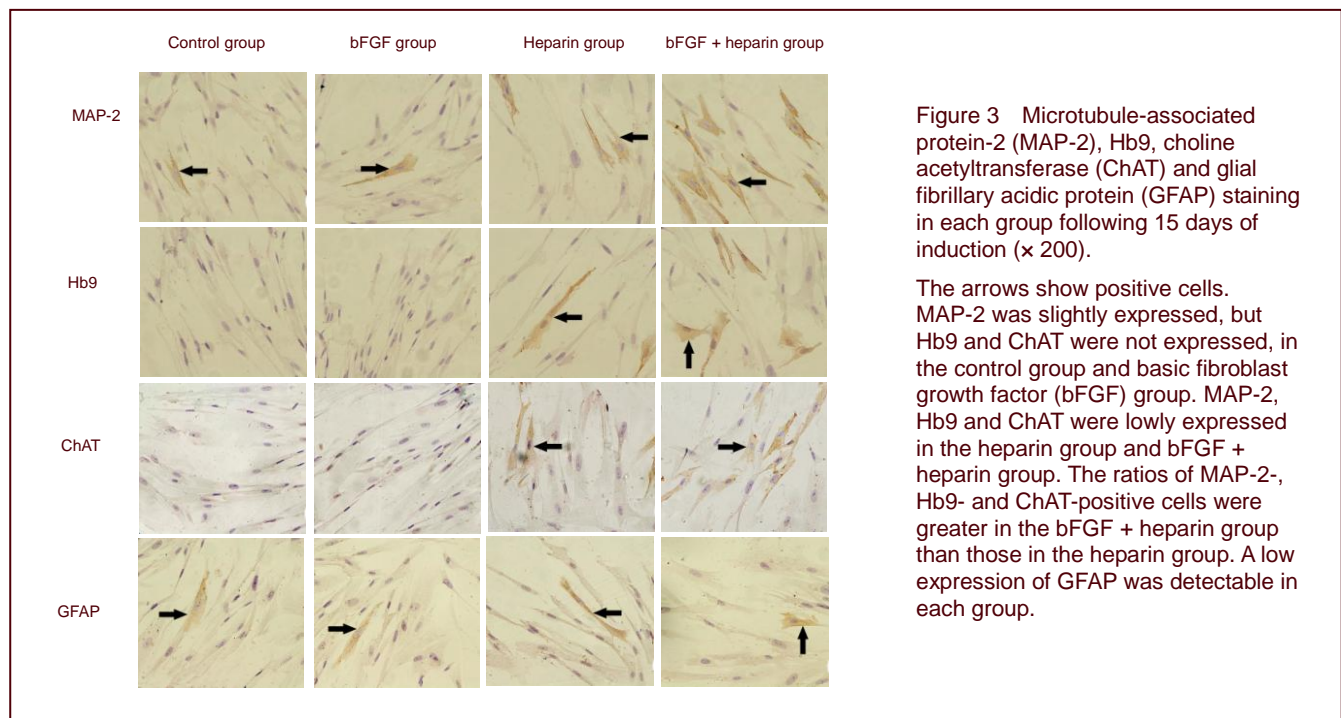 Control group
bFGF group
Heparin group
bFGF + heparin group
MAP-2
Hb9
ChAT
GFAP
Figure 3 Microtubule-associated
protein-2 (MAP-2), Hb9, choline
acetyltransferase (ChAT) and glial
fibrillary acidic protein (GFAP) staining
in each group following 15 days of
induction (× 200).
The arrows show positive cells.
MAP-2 was slightly expressed, but
Hb9 and ChAT were not expressed, in
the control group and basic fibroblast
growth factor (bFGF) group. MAP-2,
Hb9 and ChAT were lowly expressed
in the heparin group and bFGF +
heparin group. The ratios of MAP-2-,
Hb9- and ChAT-positive cells were
greater in the bFGF + heparin group
than those in the heparin group. A low
expression of GFAP was detectable in
each group.